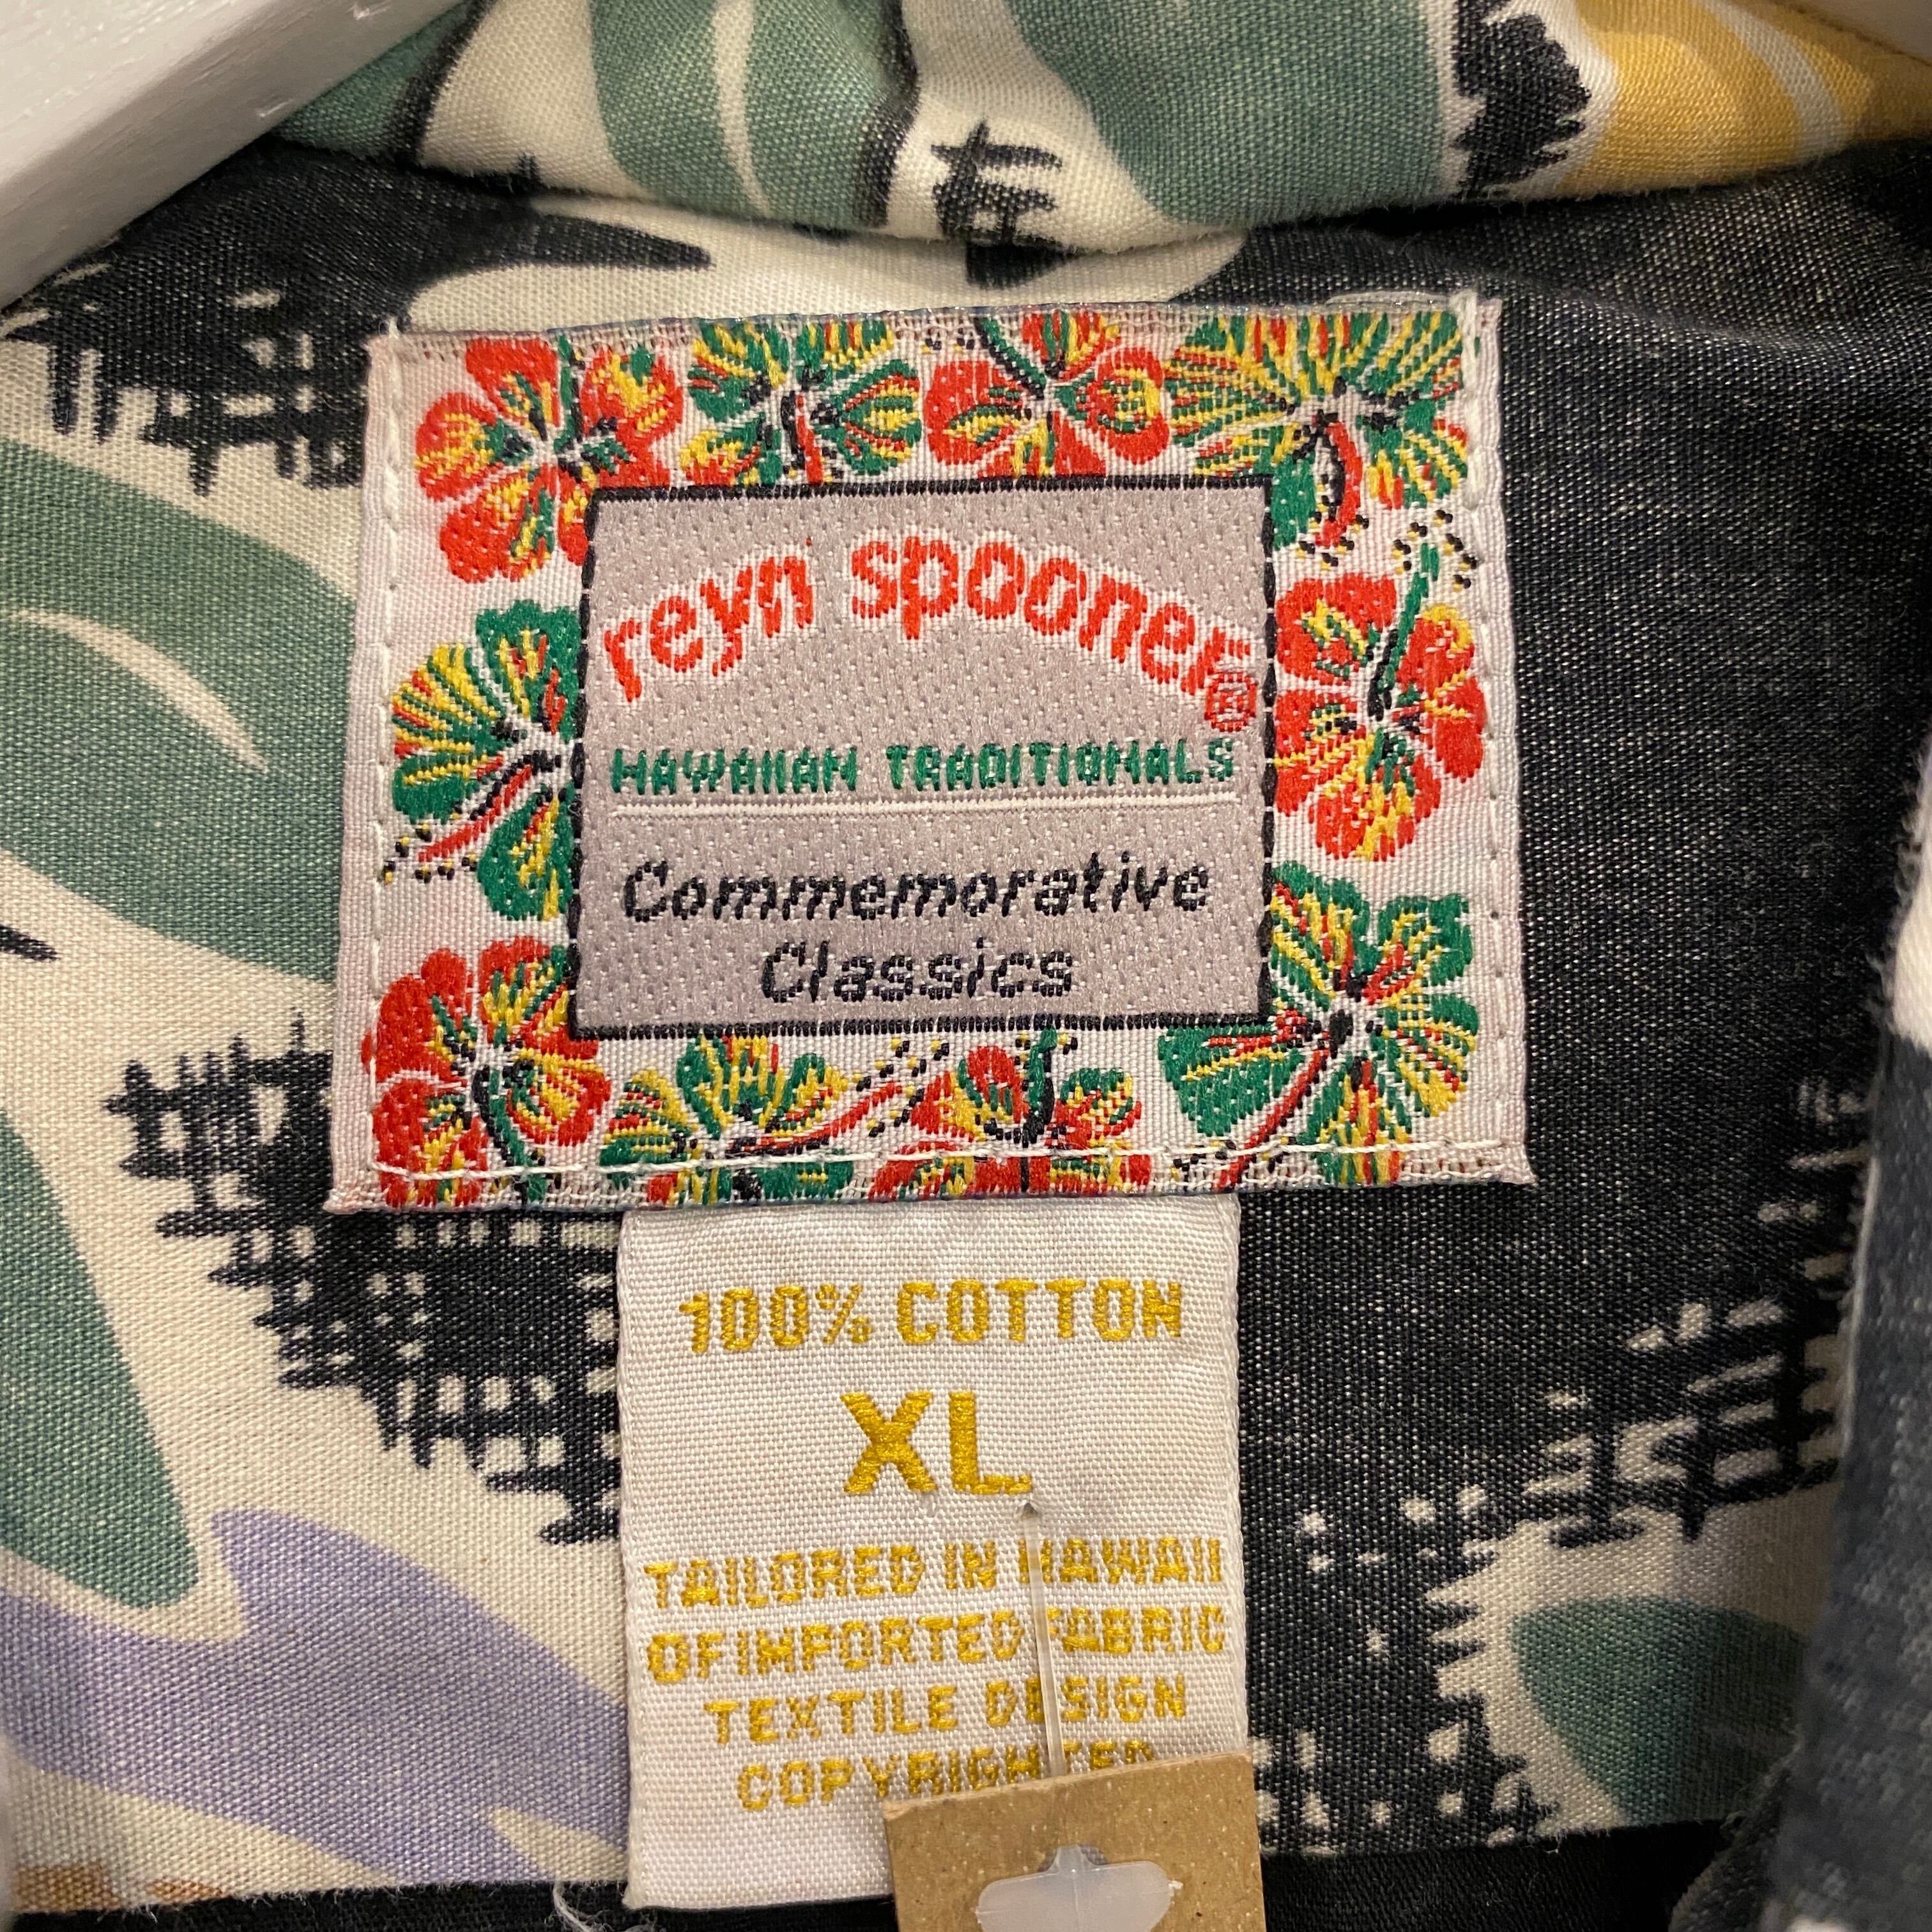 reyn spooner®
HAWAIIAN TRADITIONALS
Commemorative
Classics
100% COTTON
XL
TAILORED IN HAWAII
OF IMPORTED FABRIC
TEXTILE DESIGN
COPYRIGHTED